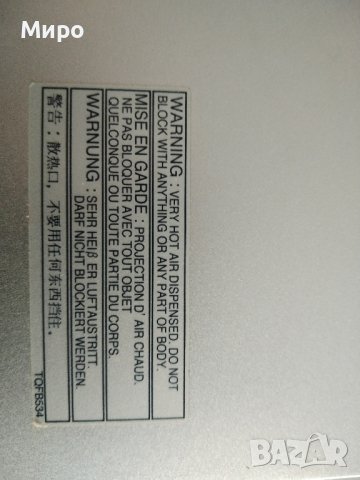 Миро
WARNING : VERY HOT AIR DISPENSED. DO NOT
BLOCK WITH ANYTHING OR ANY PART OF BODY.
MISE EN GARDE : PROJECTION D' AIR CHAUD.
NE PAS BLOQUER AVEC TOUT OBJET
QUELCONQUE OU TOUTE PARTIE DU CORPS.
WARNUNG : SEHR HEIβ ER LUFTAUSTRITT.
DARF NICHT BLOCKIERT WERDEN.
警告：散热口，不要用任何东西挡住。
TQFB534
BAZAR